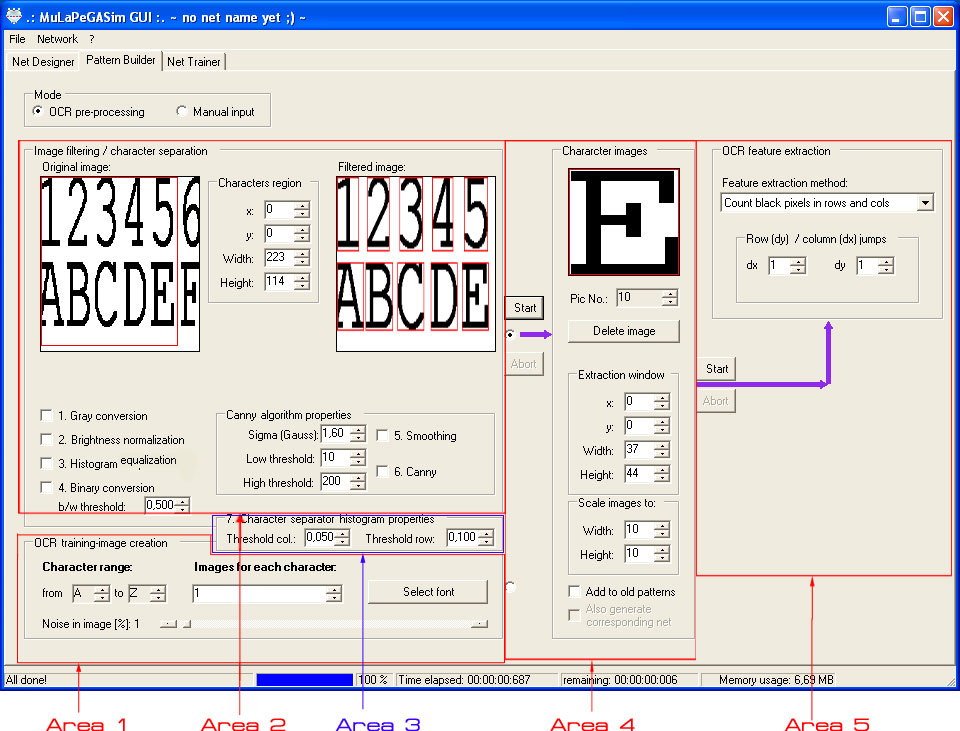 .: MuLaPeGASim GUI :. ~ no net name yet ;) ~
File Network ?
Net Designer Pattern Builder Net Trainer
Mode
OCR pre-processing Manual input
Image filtering / character separation
Original image:
123456
ABCDEF
Characters region
x: 0
y: 0
Width: 223
Height: 114
Filtered image:
12345
ABCDE
Start
Abort
1. Gray conversion
2. Brightness normalization
3. Histogram equalization
4. Binary conversion
b/w threshold: 0,500
Canny algorithm properties
Sigma (Gauss): 1,60
Low threshold: 10
High threshold: 200
5. Smoothing
6. Canny
7. Character separator histogram properties
Threshold col.: 0,050 Threshold row: 0,100
OCR training-image creation
Character range:
from A to Z
Images for each character:
1
Select font
Noise in image [%]: 1
Chararcter images
E
Pic No.: 10
Delete image
Extraction window
x: 0
y: 0
Width: 37
Height: 44
Scale images to:
Width: 10
Height: 10
Add to old patterns
Also generate
corresponding net
Start
Abort
OCR feature extraction
Feature extraction method:
Count black pixels in rows and cols
Row (dy) / column (dx) jumps
dx 1 dy 1
All done! 100 % Time elapsed: 00:00:00:687 remaining: 00:00:00:006 Memory usage: 6,69 MB
Area 1 Area 2 Area 3 Area 4 Area 5